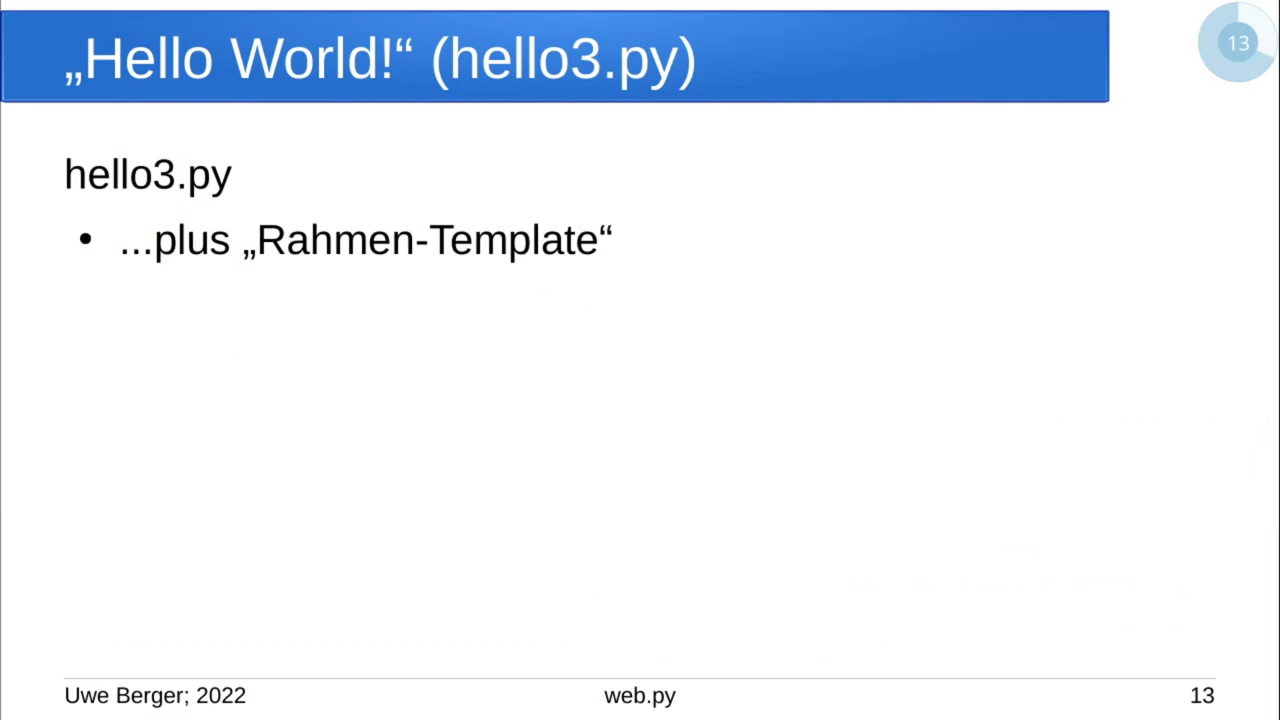 „Hello World!“ (hello3.py)
13
hello3.py
• ...plus „Rahmen-Template“
Uwe Berger; 2022
web.py
13